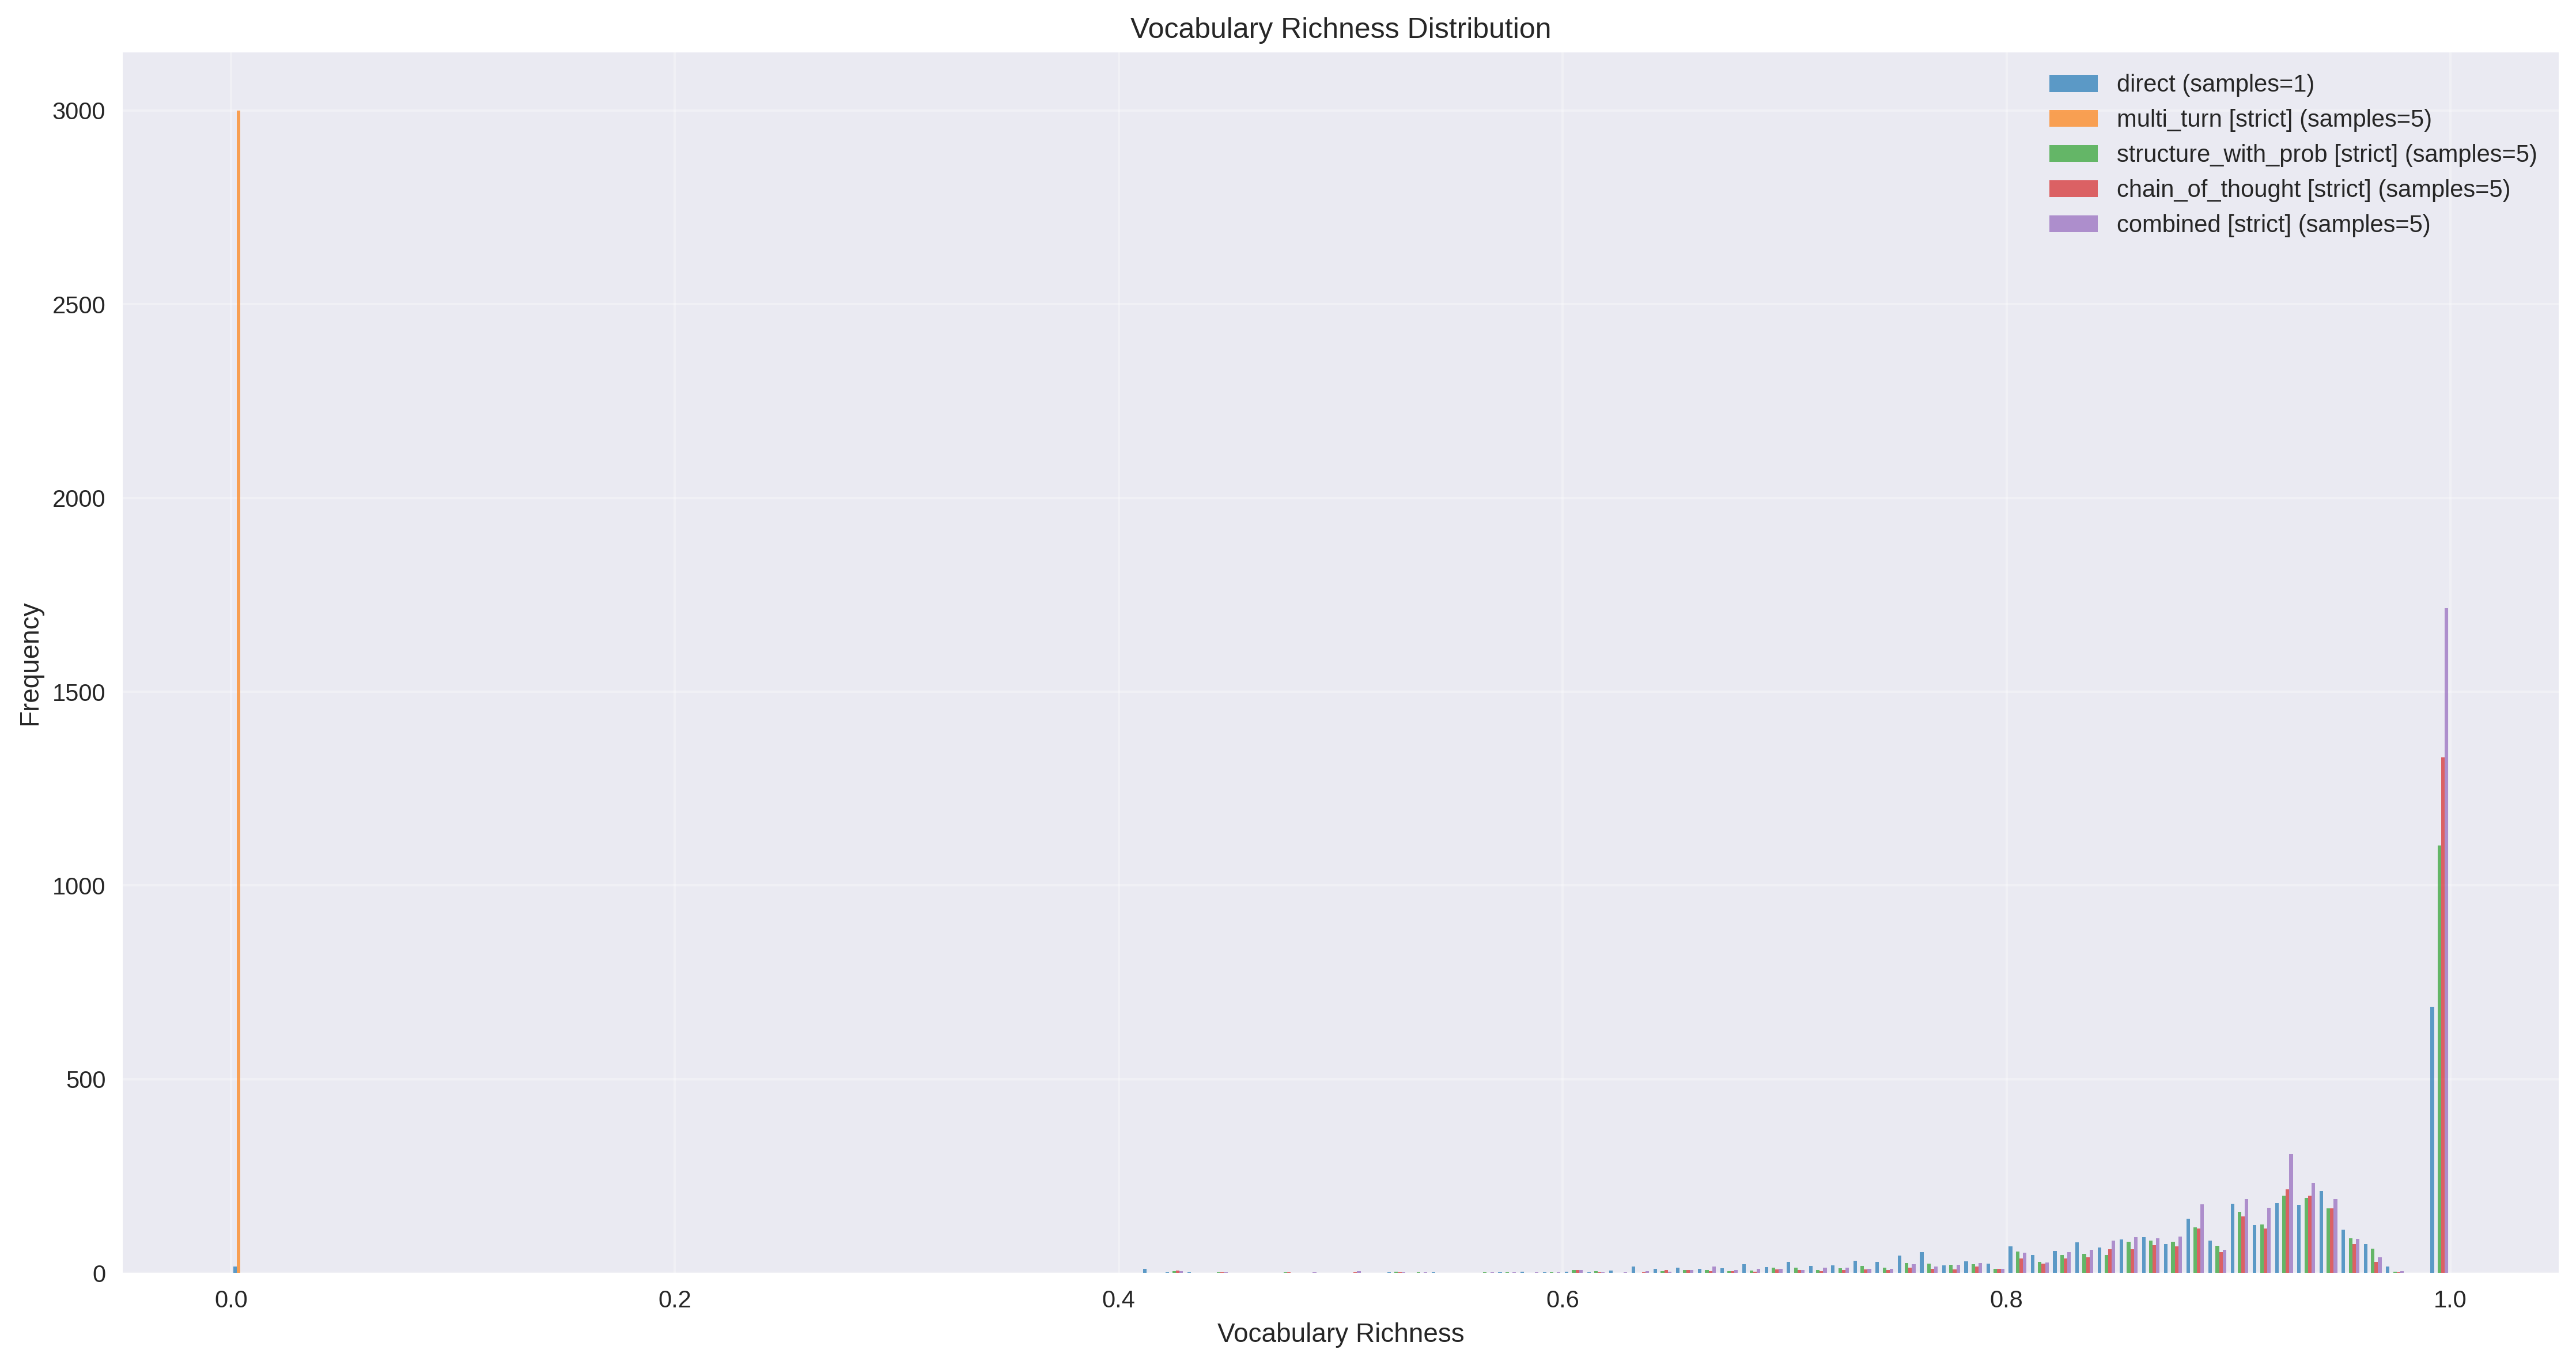 Vocabulary Richness Distribution
direct (samples=1)
multi_turn [strict] (samples=5)
structure_with_prob [strict] (samples=5)
chain_of_thought [strict] (samples=5)
combined [strict] (samples=5)
Frequency
3000
2500
2000
1500
1000
500
0
0.0 0.2 0.4 0.6 0.8 1.0
Vocabulary Richness